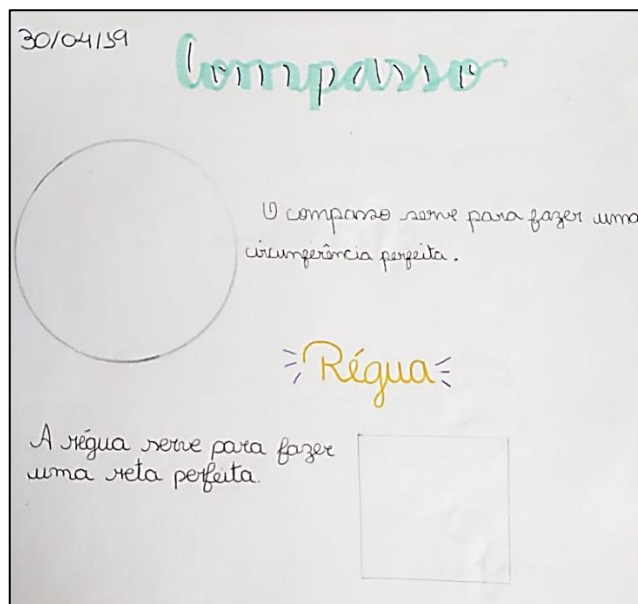 30/04/19
Compasso
O compasso serve para fazer uma
circunferência perfeita.
Régua
A régua serve para fazer
uma reta perfeita.